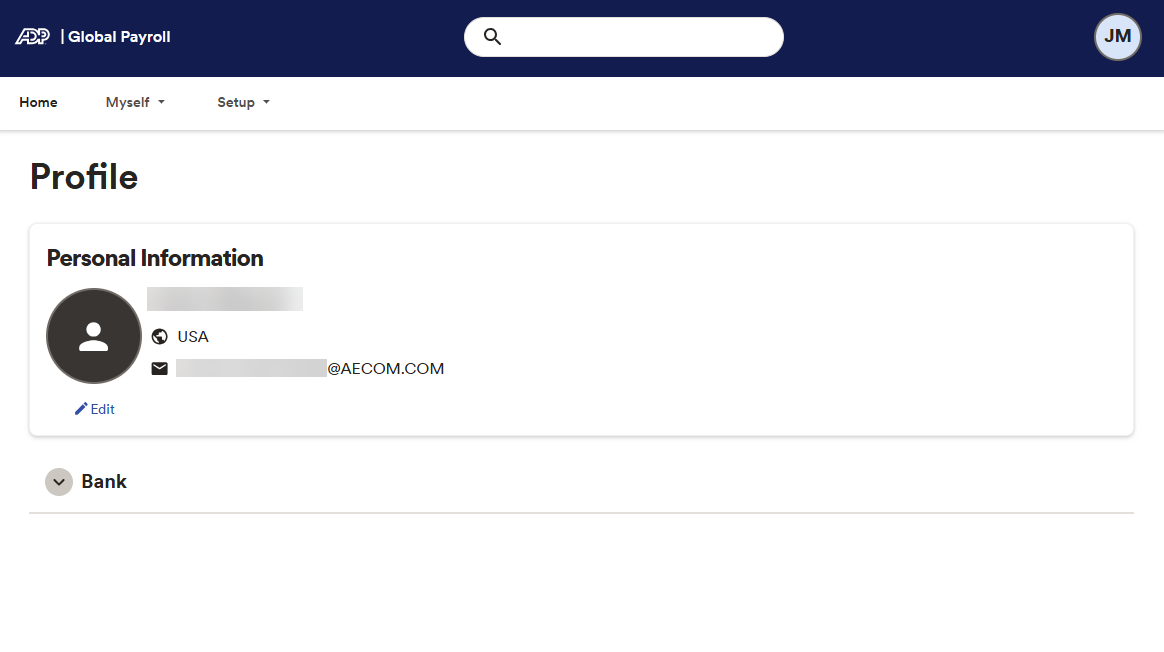 ADP | Global Payroll
JM
Home Myself Setup
Profile
Personal Information
USA
@AECOM.COM
Edit
Bank